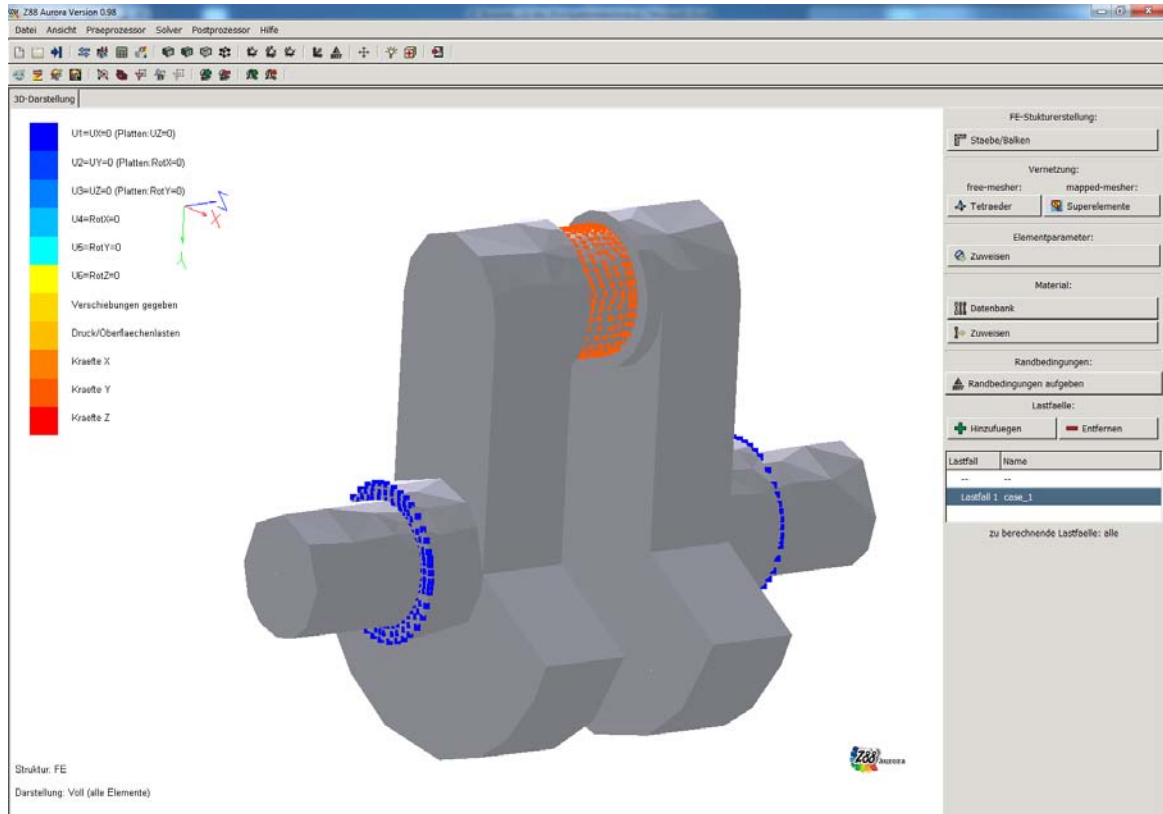 Z88 Aurora Version 0.98
Datei Ansicht Praeprozessor Solver Postprozessor Hilfe
3D-Darstellung
U1=UX=0 (Platten:UZ=0)
U2=UY=0 (Platten:RotX=0)
U3=UZ=0 (Platten:RotY=0)
U4=RotX=0
U5=RotY=0
U6=RotZ=0
Verschiebungen gegeben
Druck/Oberflaechenlasten
Kraefte X
Kraefte Y
Kraefte Z
Z
X
Y
Struktur: FE
Darstellung: Voll (alle Elemente)
Z88 Aurora
FE-Stukturerstellung:
Staebe/Balken
Vernetzung:
free-mesher: mapped-mesher:
Tetraeder Superelemente
Elementparameter:
Zuweisen
Material:
Datenbank
Zuweisen
Randbedingungen:
Randbedingungen aufgeben
Lastfaelle:
Hinzufuegen Entfernen
Lastfall Name
-- --
Lastfall 1 case_1
zu berechnende Lastfaelle: alle